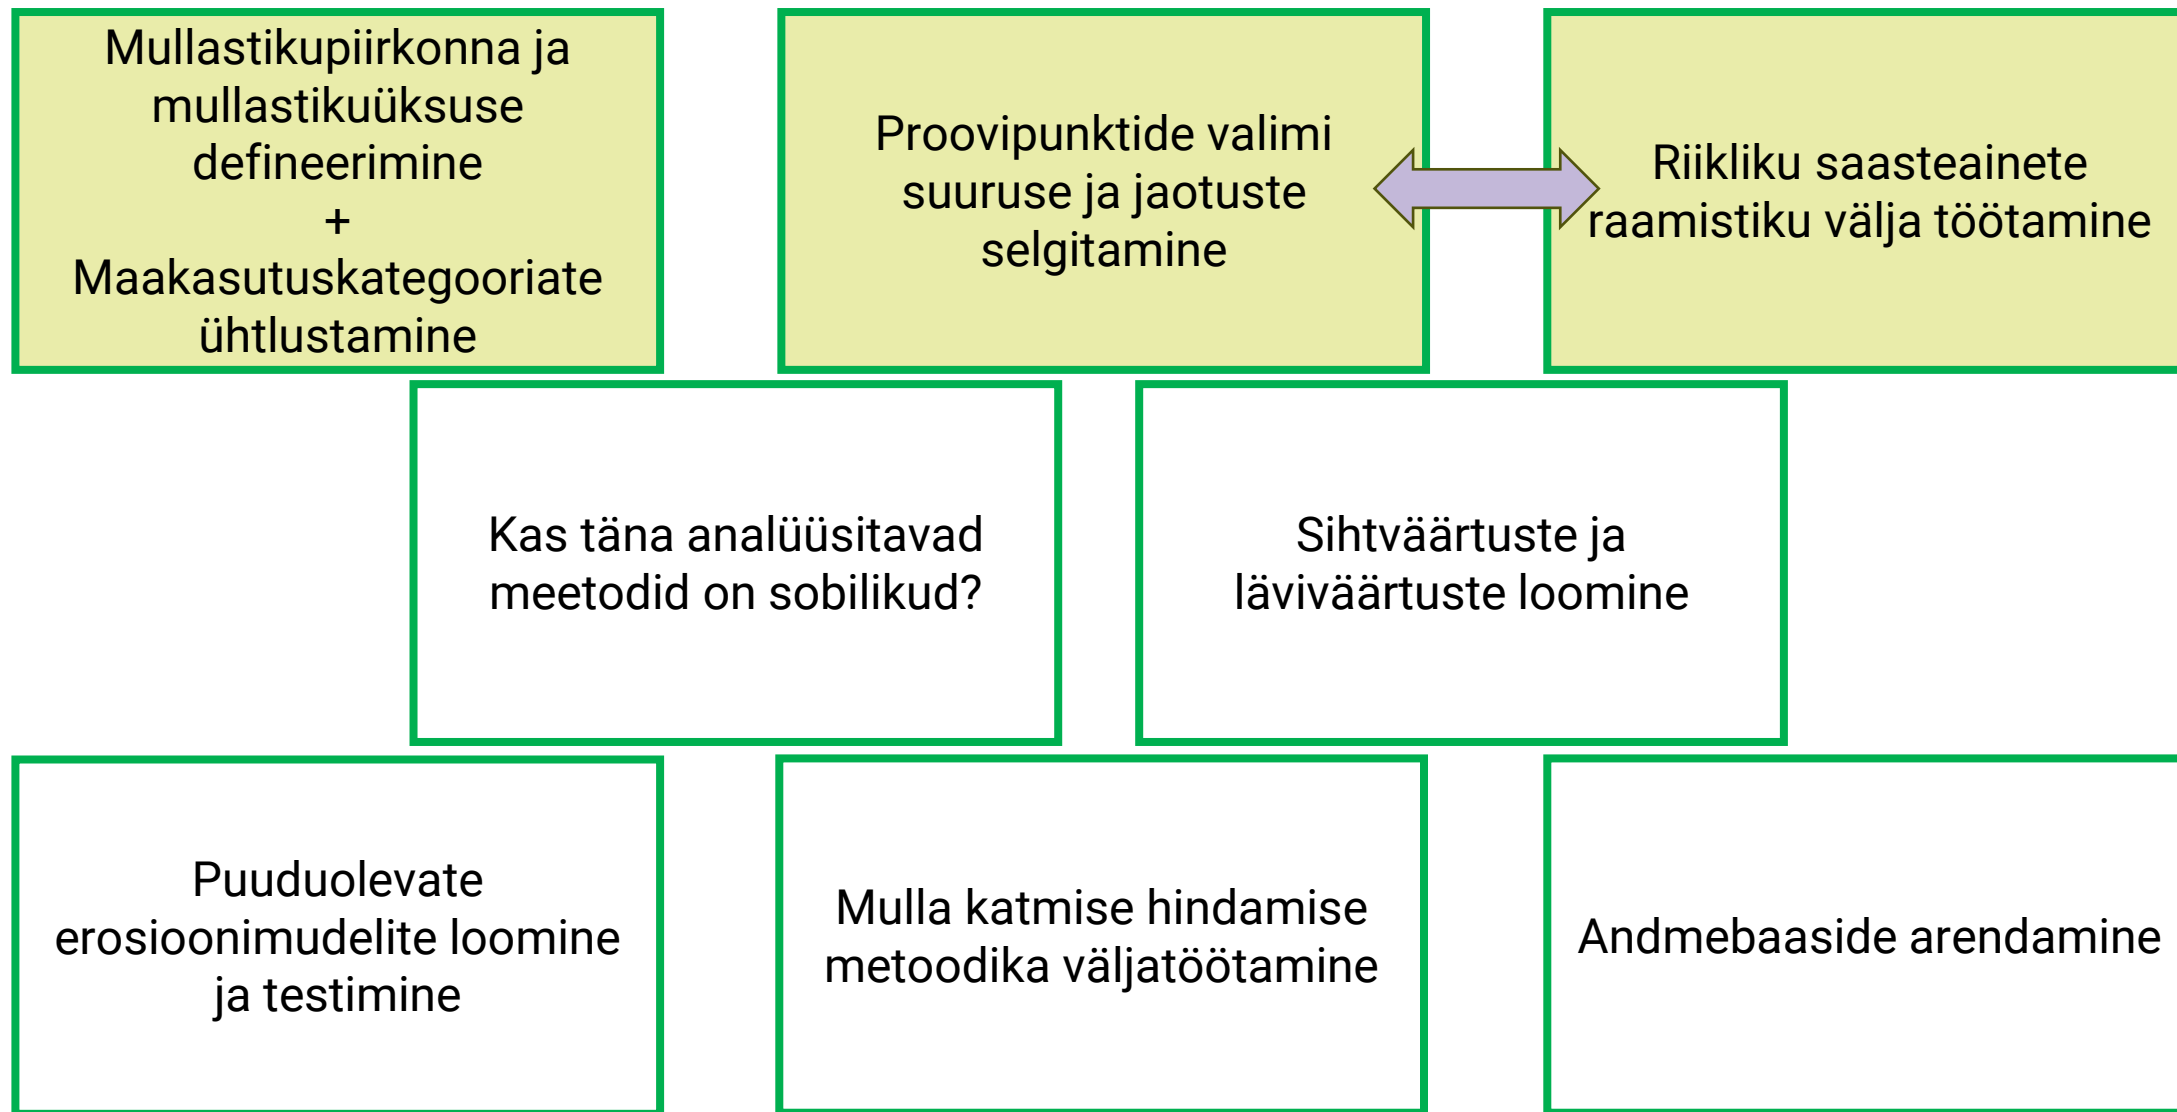 Mullastikupiirkonna ja
mullastikuüksuse
defineerimine
+
Maakasutuskategooriate
ühtlustamine
Proovipunktide valimi
suuruse ja jaotuste
selgitamine
Riikliku saasteainete
raamistiku välja töötamine
Kas täna analüüsitavad
meetodid on sobilikud?
Sihtväärtuste ja
läviväärtuste loomine
Puuduolevate
erosioonimudelite loomine
ja testimine
Mulla katmise hindamise
metoodika väljatöötamine
Andmebaaside arendamine